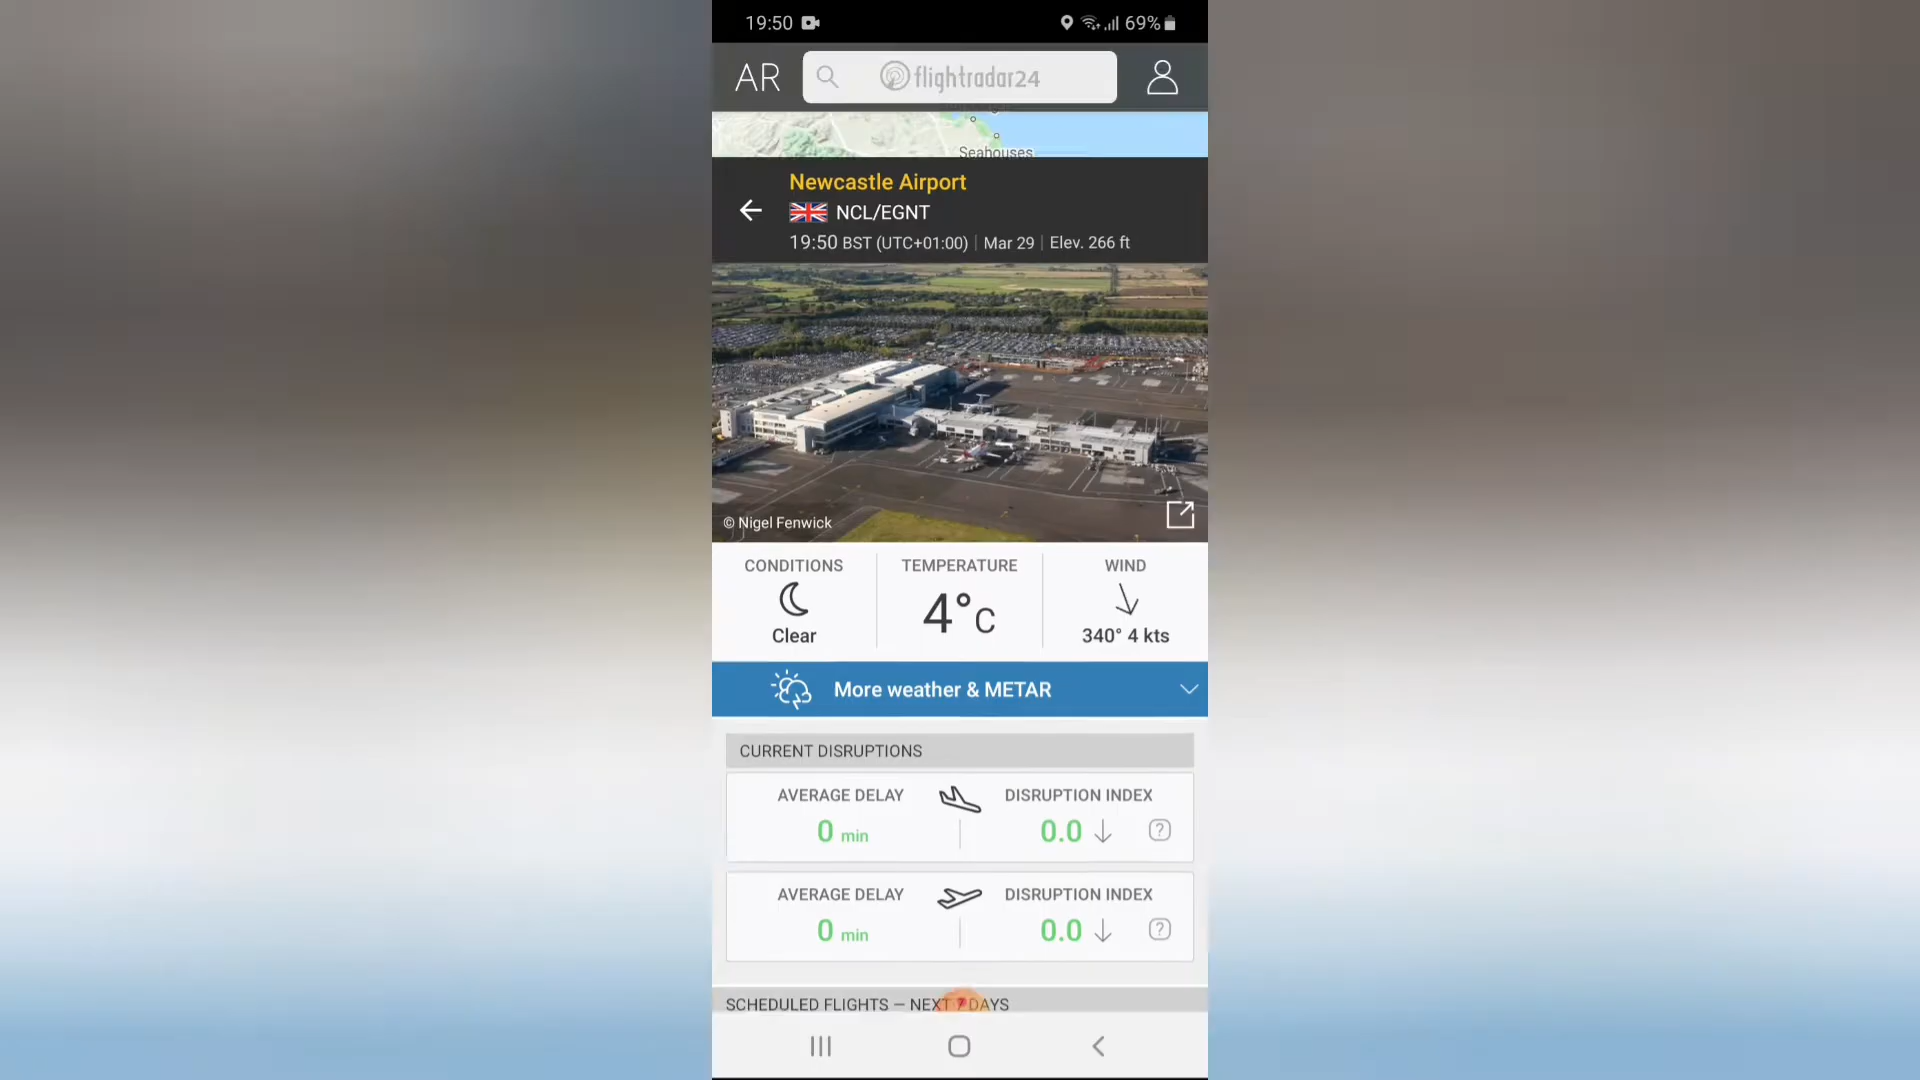 19:50 69%
AR flightradar24
Seahouses
Newcastle Airport
NCL/EGNT
19:50 BST (UTC+01:00) | Mar 29 | Elev. 266 ft
© Nigel Fenwick
CONDITIONS TEMPERATURE WIND
4°C
Clear 340° 4 kts
More weather & METAR
CURRENT DISRUPTIONS
AVERAGE DELAY DISRUPTION INDEX
0 min 0.0 ?
AVERAGE DELAY DISRUPTION INDEX
0 min 0.0 ?
SCHEDULED FLIGHTS — NEXT 7 DAYS